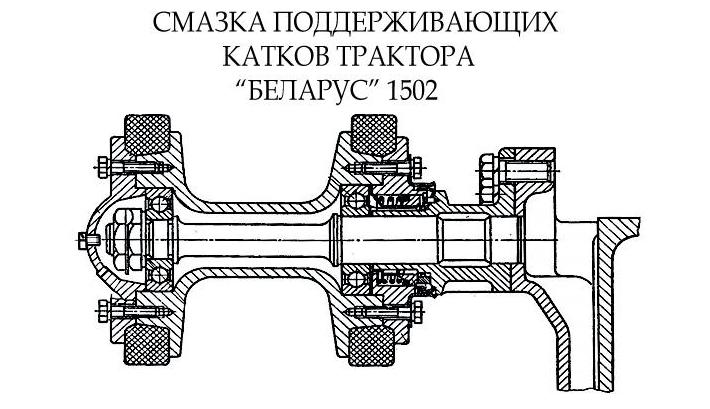 СМАЗКА ПОДДЕРЖИВАЮЩИХ
КАТКОВ ТРАКТОРА
“БЕЛАРУС” 1502